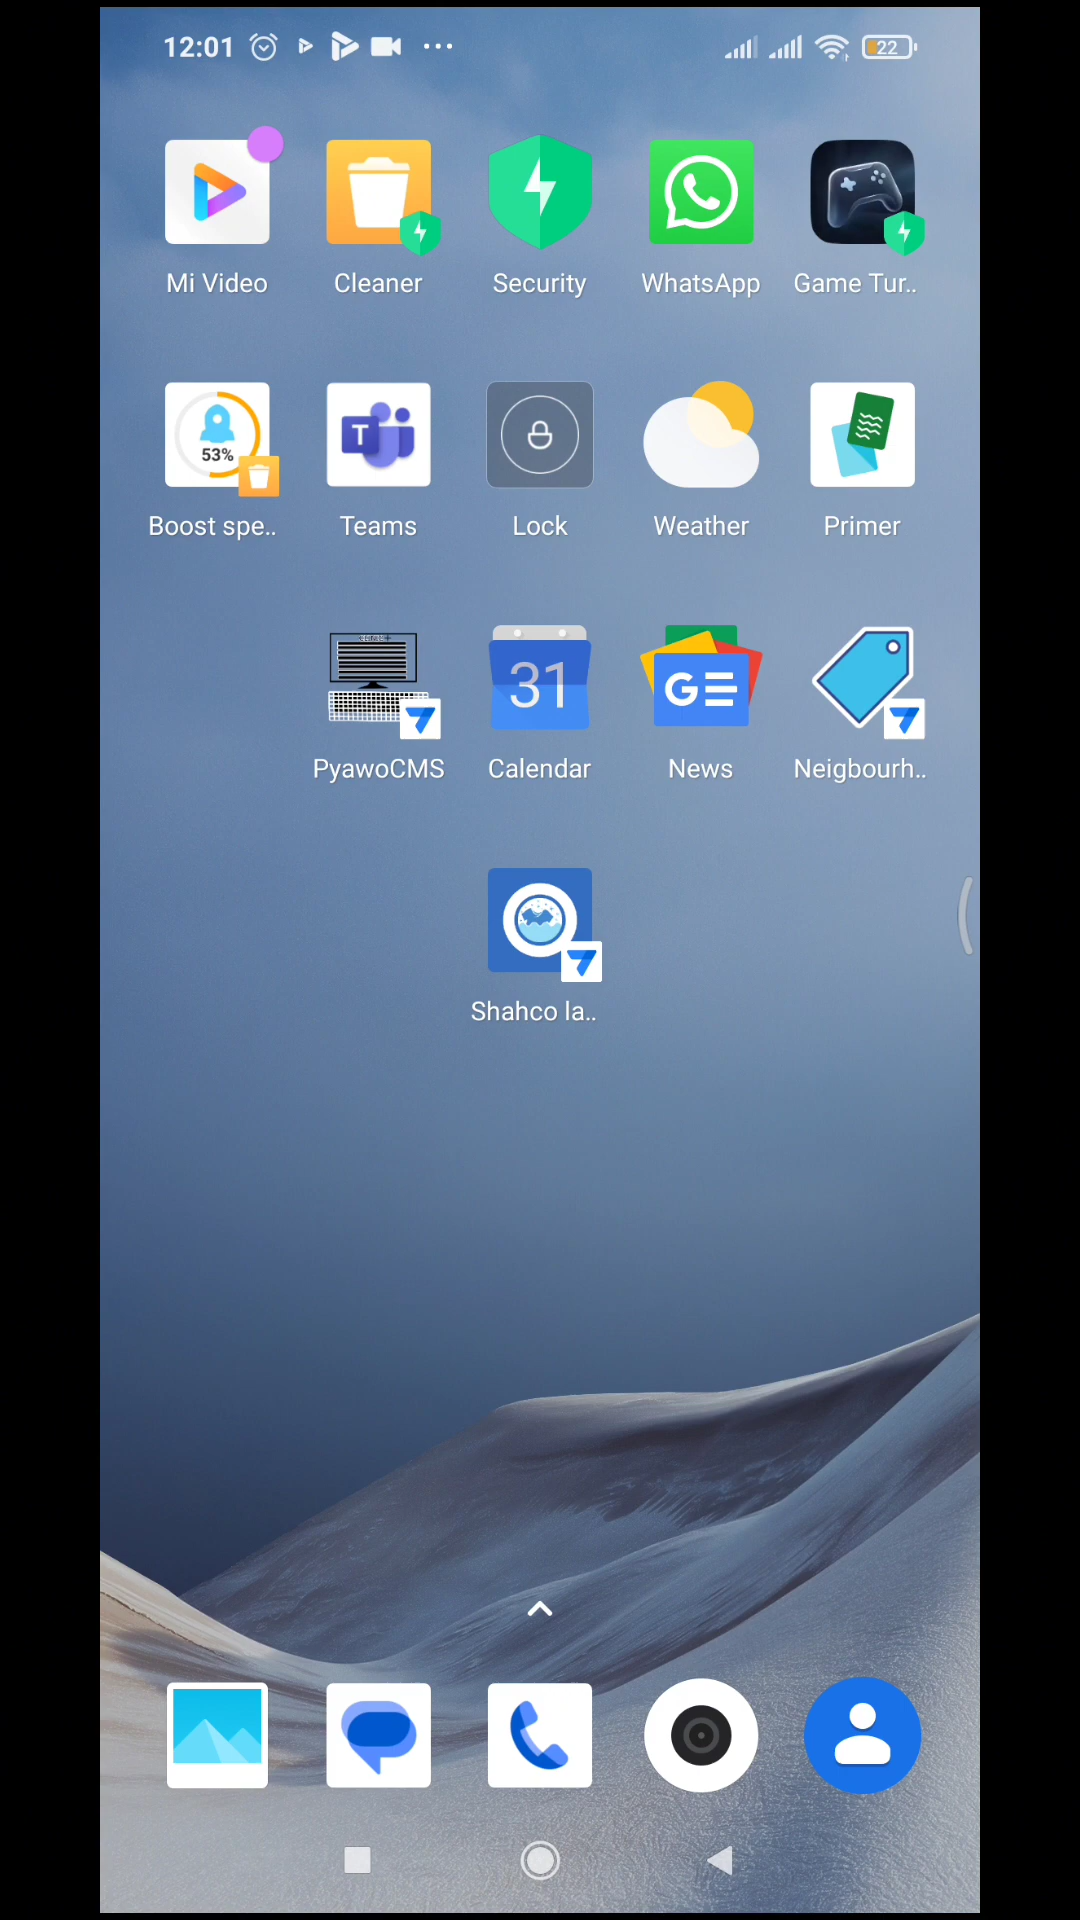 12:01
22
Mi Video
Cleaner
Security
WhatsApp
Game Tur..
53%
T
Boost spe..
Teams
Lock
Weather
Primer
31
G
PyawoCMS
Calendar
News
Neigbourh..
Shahco la..